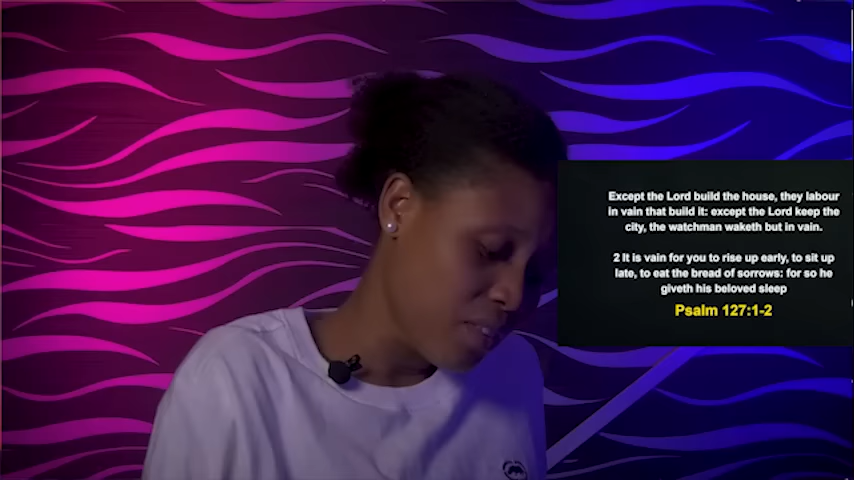 Except the Lord build the house, they labour
in vain that build it: except the Lord keep the
city, the watchman waketh but in vain.
2 It is vain for you to rise up early, to sit up
late, to eat the bread of sorrows: for so he
giveth his beloved sleep
Psalm 127:1-2